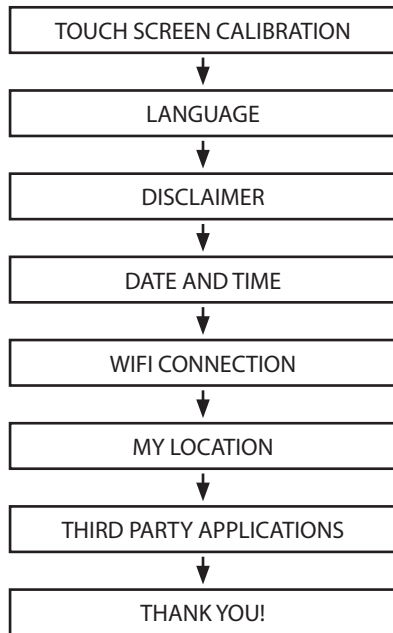 TOUCH SCREEN CALIBRATION
LANGUAGE
DISCLAIMER
DATE AND TIME
WIFI CONNECTION
MY LOCATION
THIRD PARTY APPLICATIONS
THANK YOU!